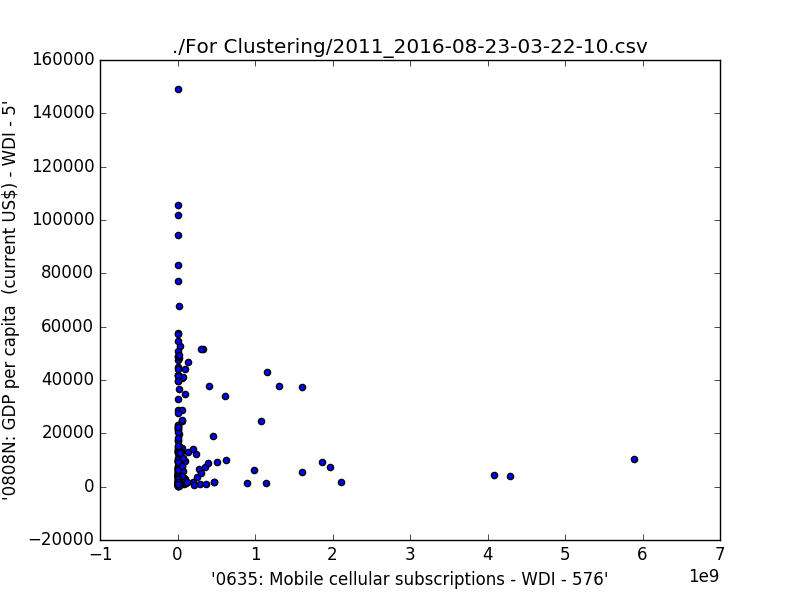 ./For Clustering/2011_2016-08-23-03-22-10.csv
'0808N: GDP per capita  (current US$) - WDI - 5'
160000
140000
120000
100000
80000
60000
40000
20000
0
−20000
−1 0 1 2 3 4 5 6 7
1e9
'0635: Mobile cellular subscriptions - WDI - 576'